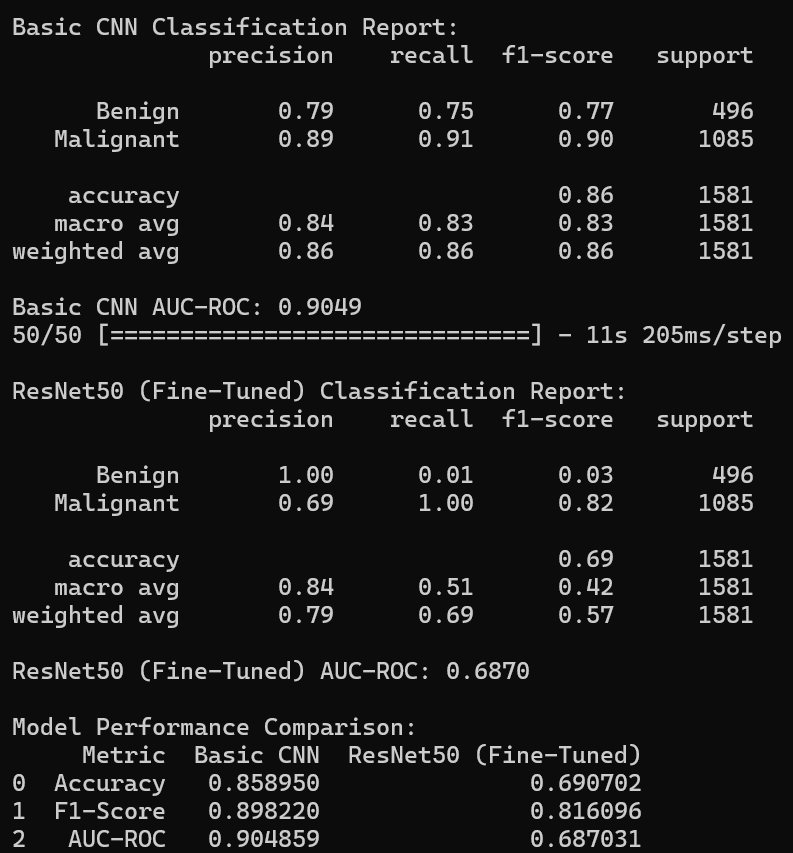 Basic CNN Classification Report:
              precision    recall  f1-score   support

      Benign       0.79      0.75      0.77       496
   Malignant       0.89      0.91      0.90      1085

    accuracy                           0.86      1581
   macro avg       0.84      0.83      0.83      1581
weighted avg       0.86      0.86      0.86      1581

Basic CNN AUC-ROC: 0.9049
50/50 [==============================] - 11s 205ms/step

ResNet50 (Fine-Tuned) Classification Report:
              precision    recall  f1-score   support

      Benign       1.00      0.01      0.03       496
   Malignant       0.69      1.00      0.82      1085

    accuracy                           0.69      1581
   macro avg       0.84      0.51      0.42      1581
weighted avg       0.79      0.69      0.57      1581

ResNet50 (Fine-Tuned) AUC-ROC: 0.6870

Model Performance Comparison:
     Metric  Basic CNN  ResNet50 (Fine-Tuned)
0  Accuracy   0.858950               0.690702
1  F1-Score   0.898220               0.816096
2   AUC-ROC   0.904859               0.687031